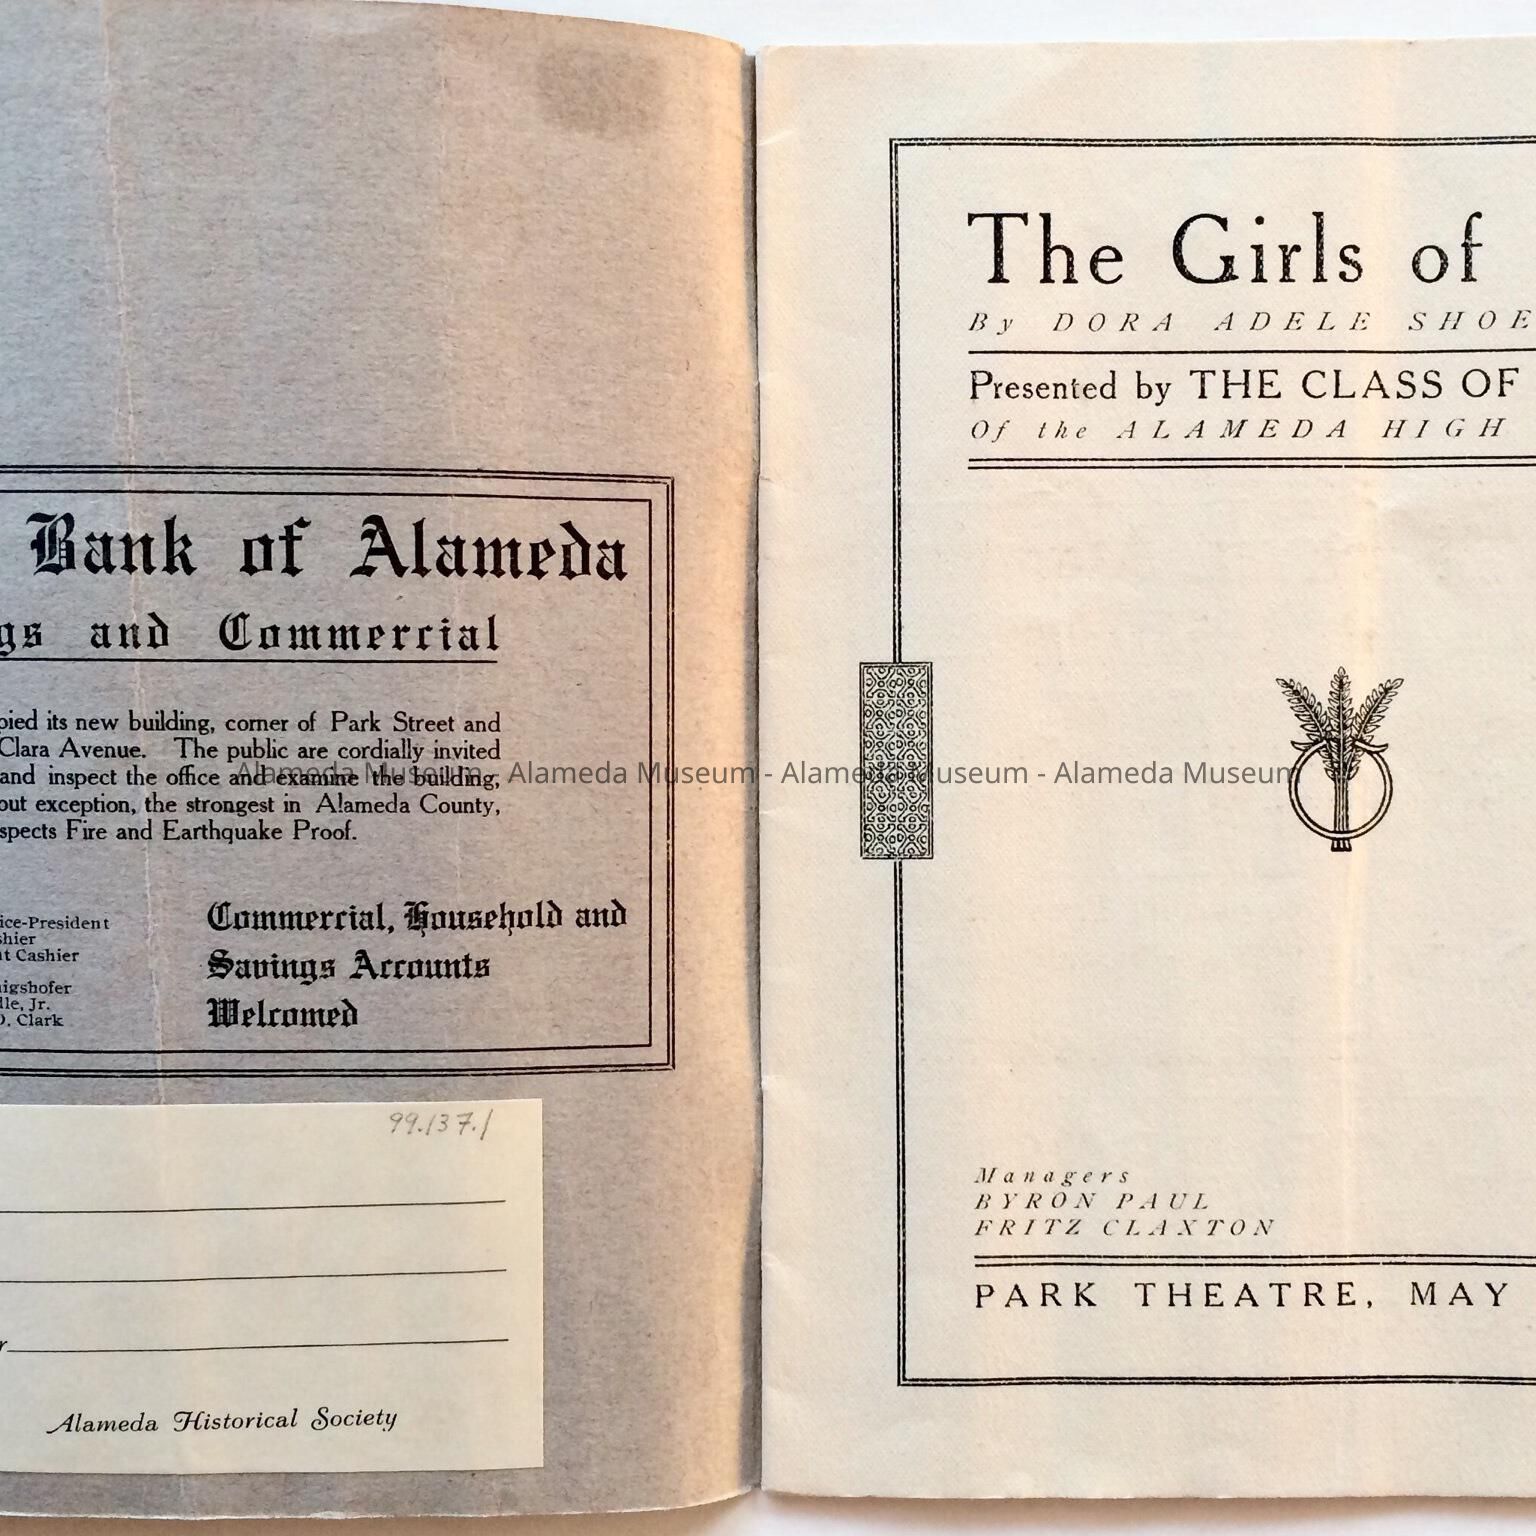 Bank of Alameda
gs and Commercial
pied its new building, corner of Park Street and
Clara Avenue. The public are cordially invited
and inspect the office and examine the building,
out exception, the strongest in Alameda County,
spects Fire and Earthquake Proof.
ice-President
shier
nt Cashier
nigshofer
lle, Jr.
D. Clark
Commercial, Household and
Savings Accounts
Welcomed
99.137.1
r
Alameda Historical Society
The Girls of
By DORA ADELE SHOE
Presented by THE CLASS OF
Of the ALAMEDA HIGH
Managers
BYRON PAUL
FRITZ CLAXTON
PARK THEATRE, MAY
Alameda Museum - Alameda Museum - Alameda Museum - Alameda Museum